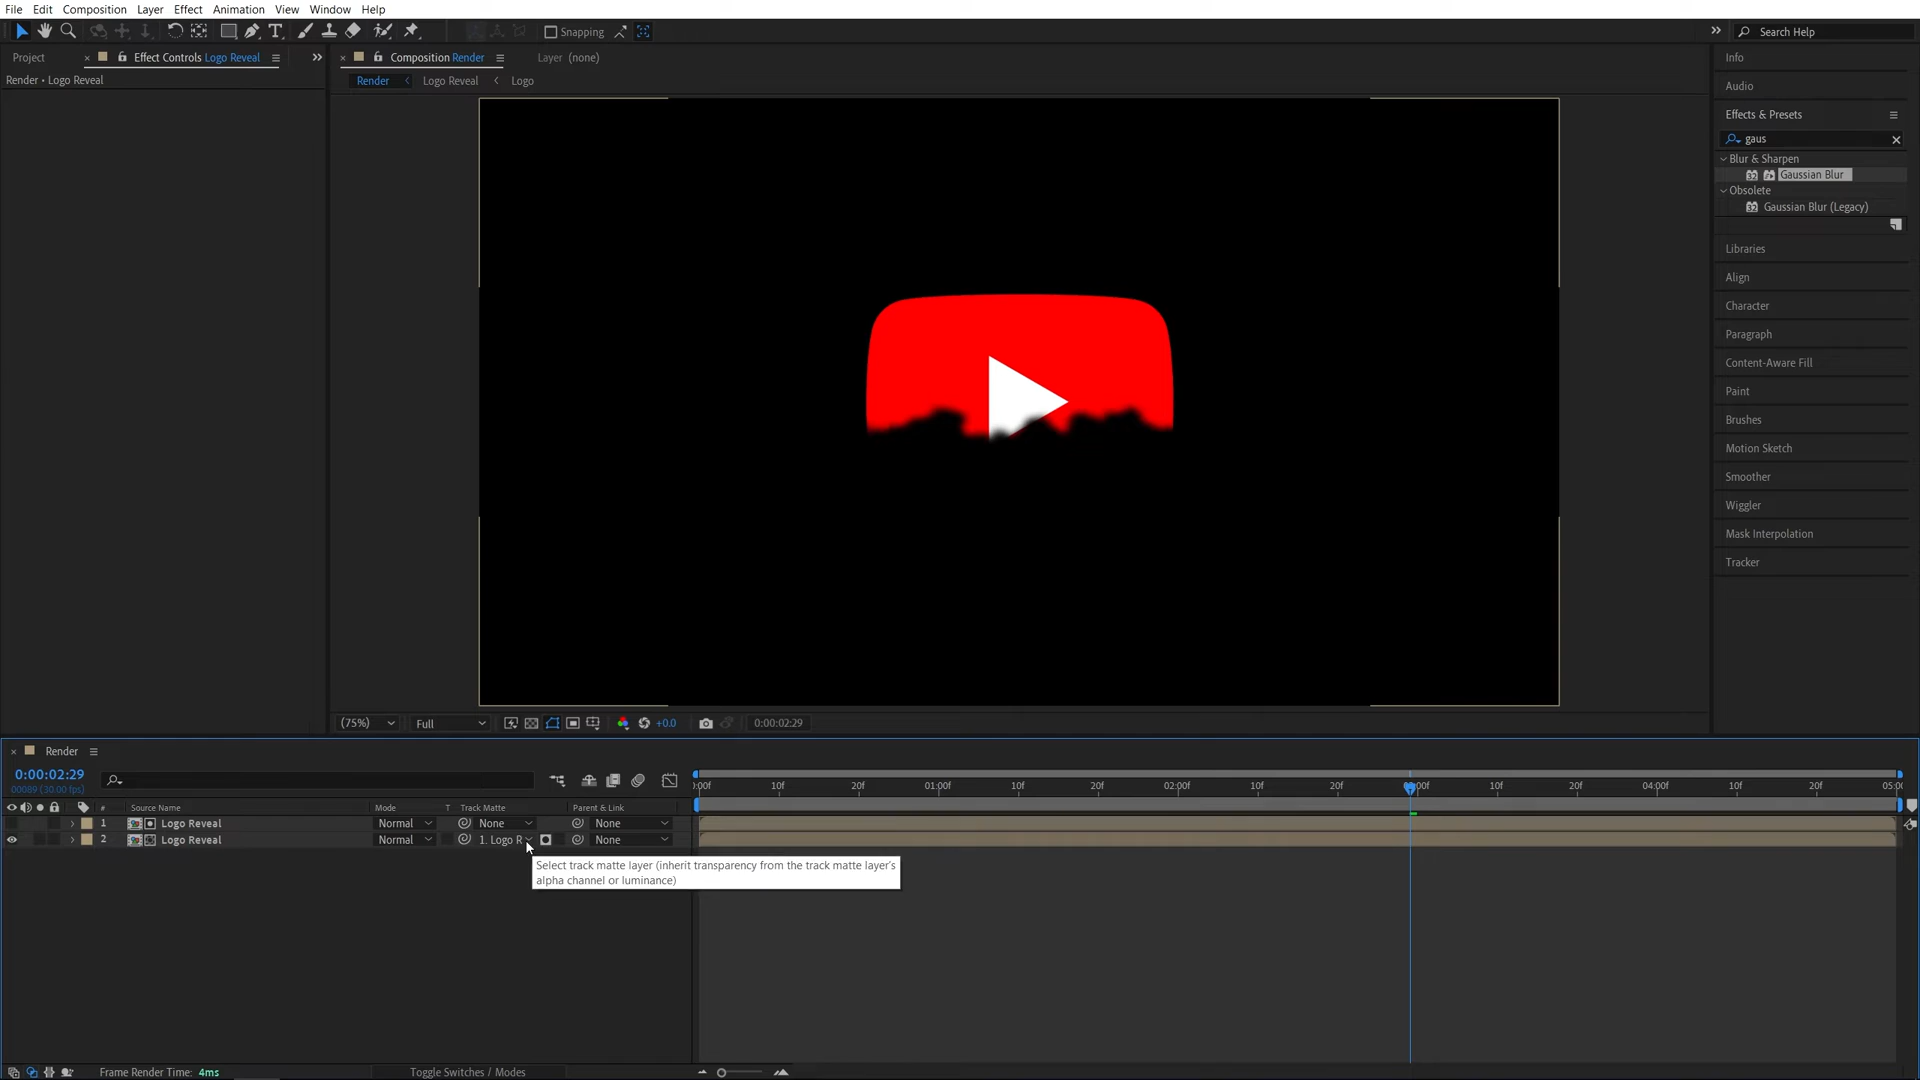 File Edit Composition Layer Effect Animation View Window Help
Snapping
Search Help
Project
Effect Controls Logo Reveal
Composition Render
Layer (none)
Render • Logo Reveal
Render
Logo Reveal
Logo
Info
Audio
Effects & Presets
gaus
Blur & Sharpen
Gaussian Blur
Obsolete
Gaussian Blur (Legacy)
Libraries
Align
Character
Paragraph
Content-Aware Fill
Paint
Brushes
Motion Sketch
Smoother
Wiggler
Mask Interpolation
Tracker
(75%) Full +0.0 0:00:02:29
Render
0:00:02:29
00089 (30.00 fps)
:00f 10f 20f 01:00f 10f 20f 02:00f 10f 20f 10f 20f 04:00f 10f 20f
# Source Name Mode T Track Matte Parent & Link
1 Logo Reveal Normal None None
2 Logo Reveal Normal 1. Logo R None
Select track matte layer (inherit transparency from the track matte layer's
alpha channel or luminance)
Frame Render Time: 4ms
Toggle Switches / Modes